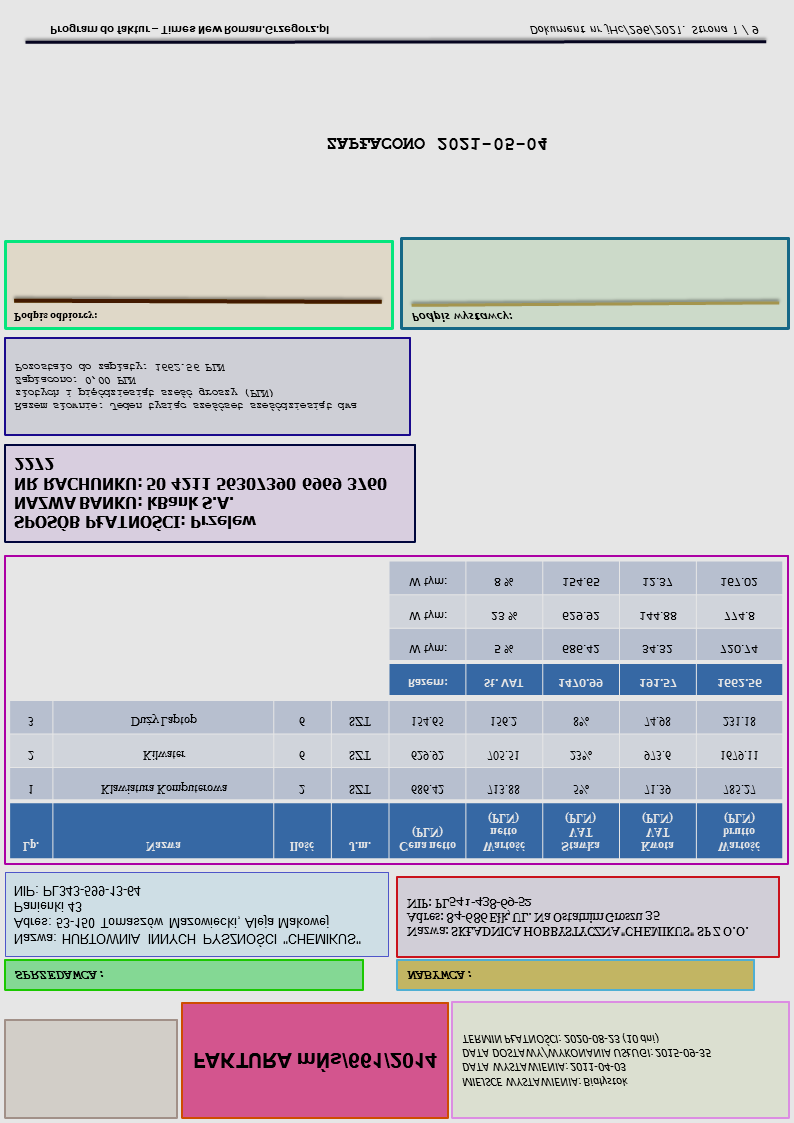 FAKTURA mŃs/661/2014
MIEJSCE WYSTAWIENIA: Białystok
DATA WYSTAWIENIA: 2011-04-03
DATA DOSTAWY/WYKONANIA USŁUGI: 2015-09-35
TERMIN PŁATNOŚCI: 2020-08-23 (10 dni)
SPRZEDAWCA:
Nazwa: HURTOWNIA INNYCH PYSZNOŚCI "CHEMIKUS"
Adres: 53-150 Tomaszów Mazowiecki, Aleja Makowej
Panienki 43
NIP: PL343-599-13-64
NABYWCA:
Nazwa: SKŁADNICA HOBBYSTYCZNA "CHEMIKUS" SP Z O.O.
Adres: 84-686 Ełk, UL. Na Ostatnim Groszu 35
NIP: PL541-438-69-52
Lp. Nazwa Ilość J.m. Cena netto (PLN) Wartość netto (PLN) Stawka VAT (PLN) Kwota VAT (PLN) Wartość brutto (PLN)
1 Klawiatura Komputerowa 2 SZT 686.42 713.88 5% 71.39 785.27
2 Kilwater 6 SZT 629.92 705.51 23% 973.6 1679.11
3 Duży Laptop 6 SZT 154.65 156.2 8% 74.98 231.18
Razem: St. VAT 1470.99 191.57 1662.56
W tym: 5 % 686.42 34.32 720.74
W tym: 23 % 629.92 144.88 774.8
W tym: 8 % 154.65 12.37 167.02
SPOSÓB PŁATNOŚCI: Przelew
NAZWA BANKU: kBank S.A.
NR RACHUNKU: 50 4211 56307390 6969 3760
2272
Razem słownie: Jeden tysiąc sześćset sześćdziesiąt dwa
złotych i pięćdziesiąt sześć groszy (PLN)
Zapłacono: 0,00 PLN
Pozostało do zapłaty: 1662.56 PLN
Podpis odbiorcy:
Podpis wystawcy:
ZAPŁACONO 2021-05-04
Program do faktur – Times New Roman.Grzegorz.pl
Dokument nr jHc/296/2021. Strona 1 / 9